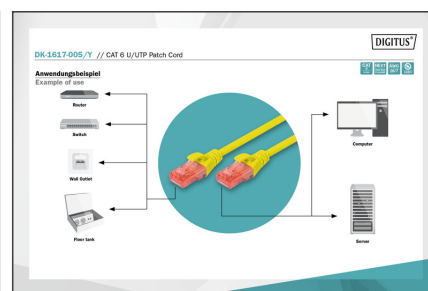 DIGITUS®
DK-1617-005/Y // CAT 6 U/UTP Patch Cord
Anwendungsbeispiel
Example of use
Router
Switch
Wall Outlet
Floor tank
Computer
Server